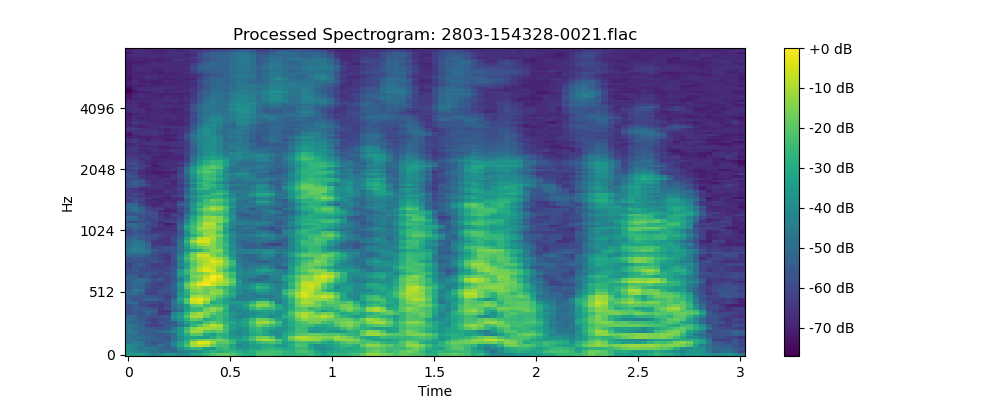 Processed Spectrogram: 2803-154328-0021.flac
Hz
4096
2048
1024
512
0
0 0.5 1 1.5 2 2.5 3
Time
+0 dB
-10 dB
-20 dB
-30 dB
-40 dB
-50 dB
-60 dB
-70 dB